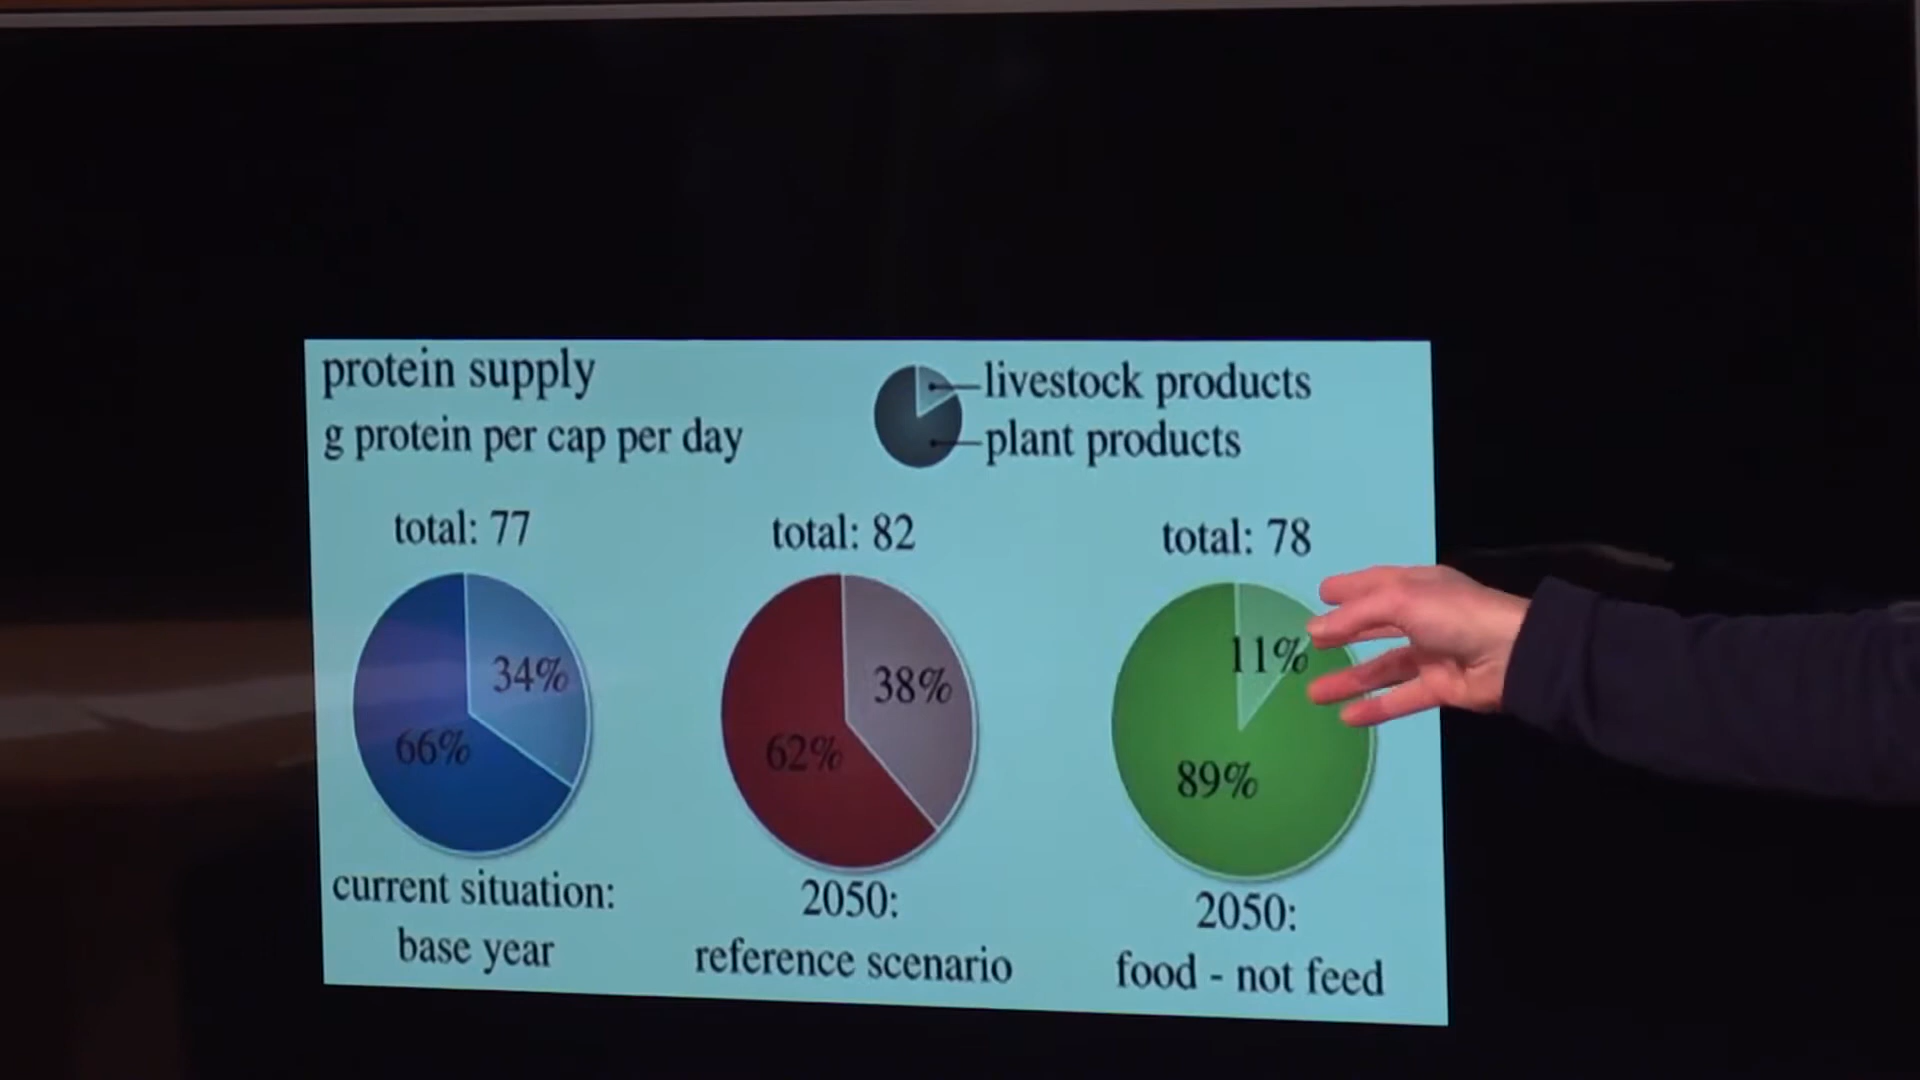 protein supply
g protein per cap per day
livestock products
plant products
total: 77
total: 82
total: 78
34%
66%
38%
62%
11%
89%
current situation:
base year
2050:
reference scenario
2050:
food - not feed